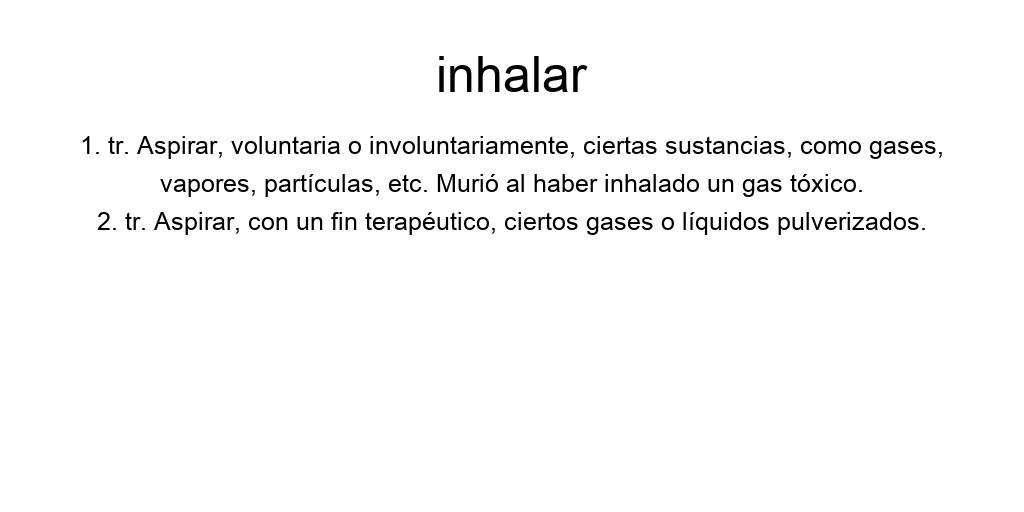 inhalar
1. tr. Aspirar, voluntaria o involuntariamente, ciertas sustancias, como gases,
vapores, partículas, etc. Murió al haber inhalado un gas tóxico.
2. tr. Aspirar, con un fin terapéutico, ciertos gases o líquidos pulverizados.